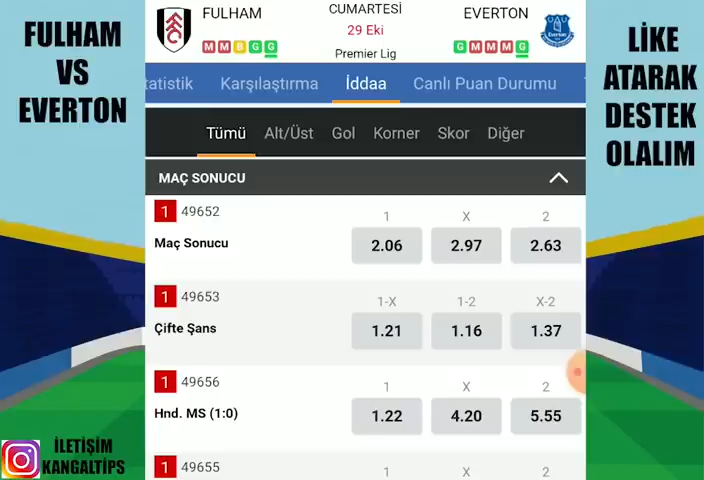 FULHAM
VS
EVERTON
FULHAM
M M B G G
CUMARTESİ
29 Eki
Premier Lig
EVERTON
G M M M G
LİKE
ATARAK
DESTEK
OLALIM
tatistik Karşılaştırma İddaa Canlı Puan Durumu
Tümü Alt/Üst Gol Korner Skor Diğer
MAÇ SONUCU
1 49652
1 X 2
Maç Sonucu 2.06 2.97 2.63
1 49653
1-X 1-2 X-2
Çifte Şans 1.21 1.16 1.37
1 49656
1 X 2
Hnd. MS (1:0) 1.22 4.20 5.55
1 49655
1 X 2
İLETİŞİM
KANGALTİPS